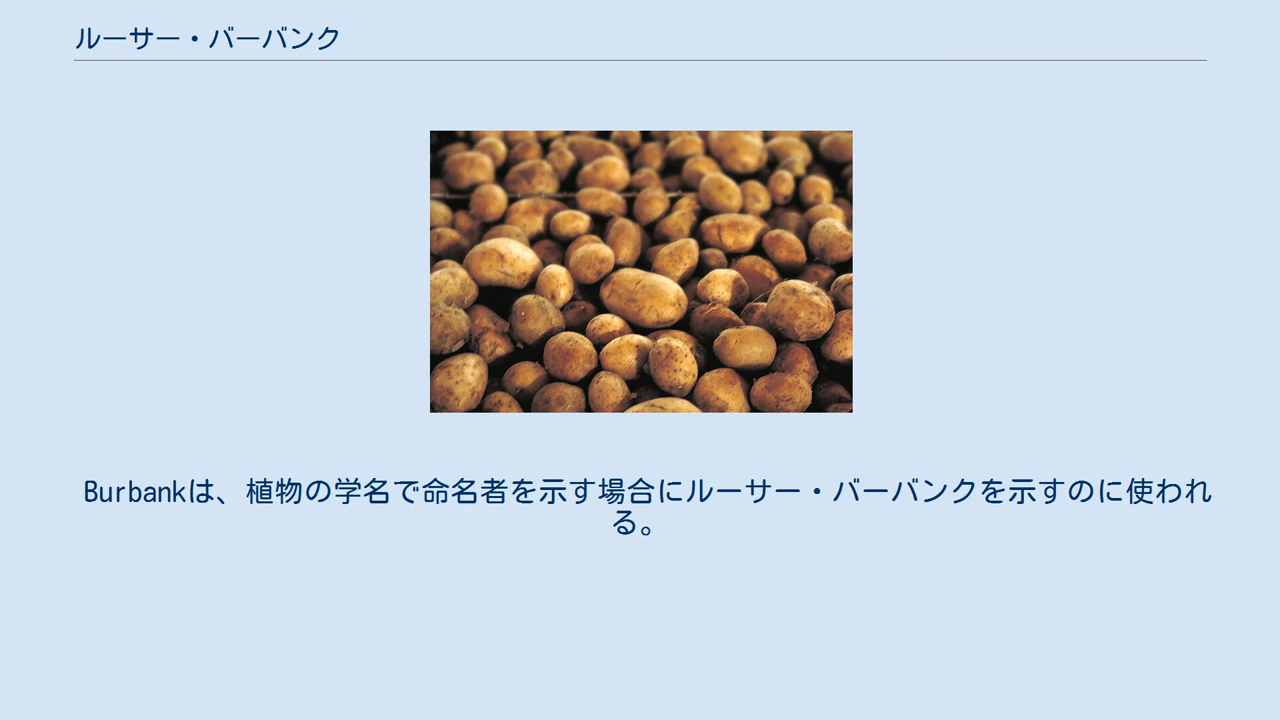 ルーサー・バーバンク
Burbankは、植物の学名で命名者を示す場合にルーサー・バーバンクを示すのに使われ
る。